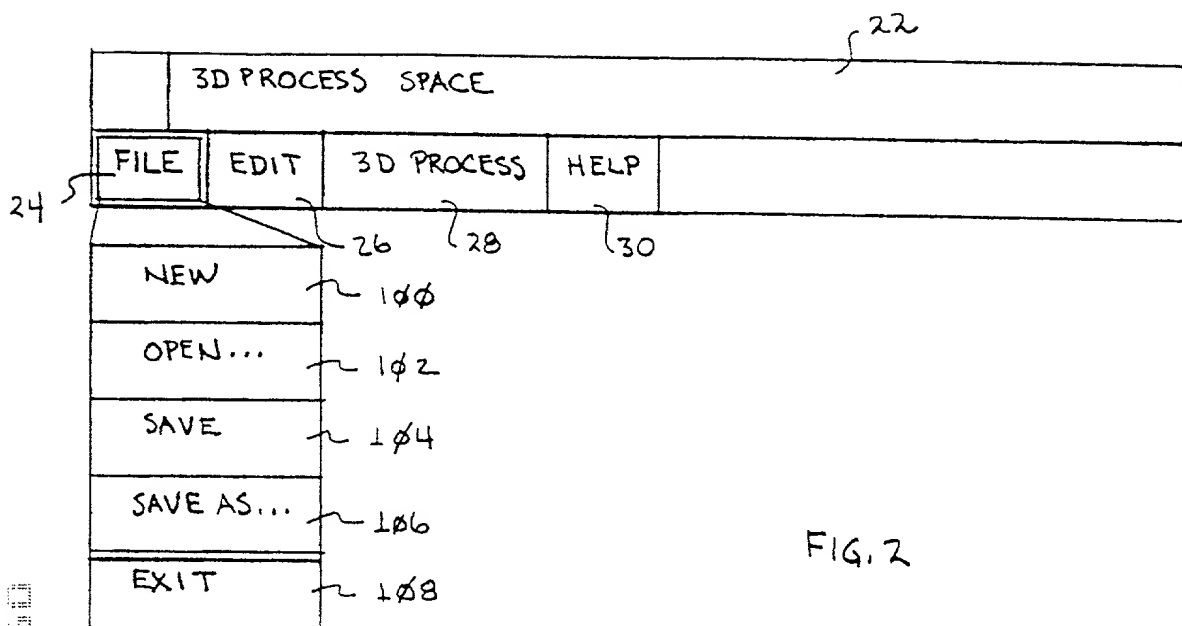 22
3D PROCESS SPACE
FILE EDIT 3D PROCESS HELP
24
26 28 30
NEW
100
OPEN...
102
SAVE
104
SAVE AS...
106
FIG. 2
EXIT
108